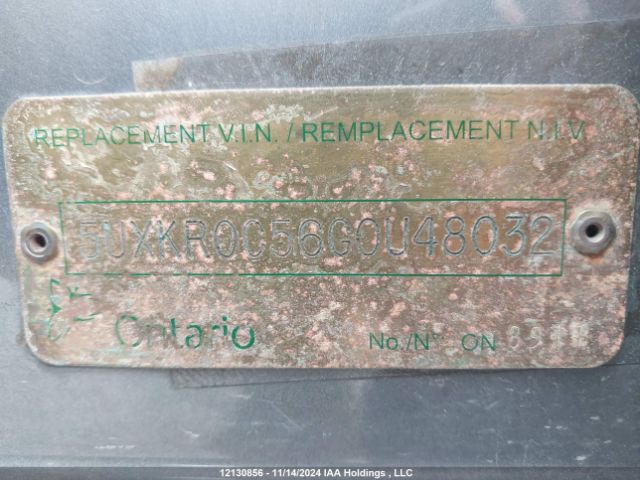 REPLACEMENT V.I.N. / REMPLACEMENT N.I.V
5UXKR0C56G0U48032
Ontario No./N° ON
12130856 - 11/14/2024 IAA Holdings , LLC